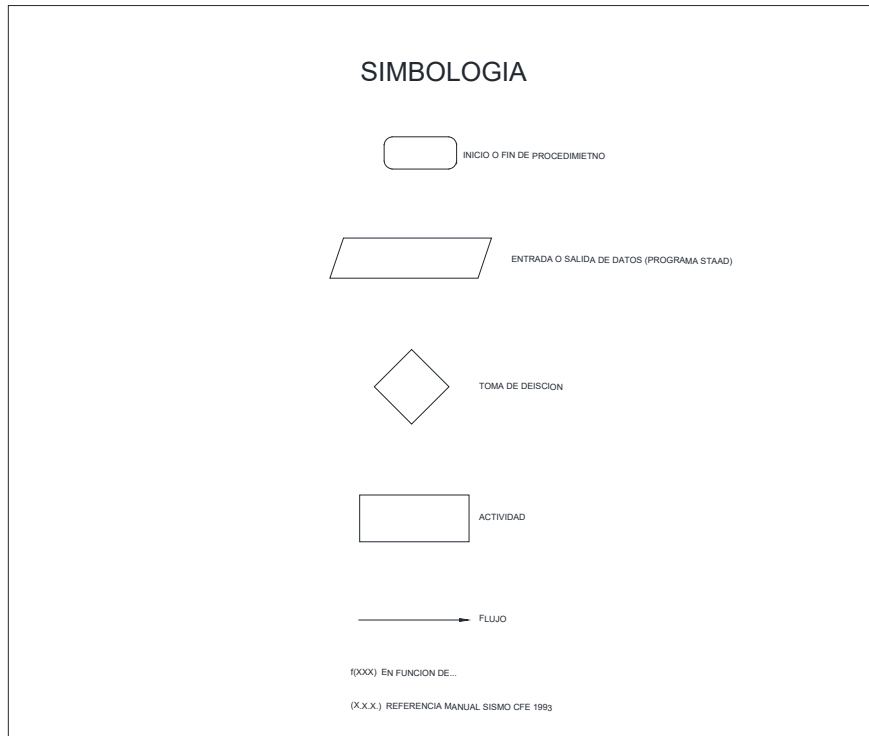 SIMBOLOGIA
INICIO O FIN DE PROCEDIMIETNO
ENTRADA O SALIDA DE DATOS (PROGRAMA STAAD)
TOMA DE DEISCION
ACTIVIDAD
FLUJO
f(XXX) EN FUNCION DE...
(X.X.X.) REFERENCIA MANUAL SISMO CFE 1993